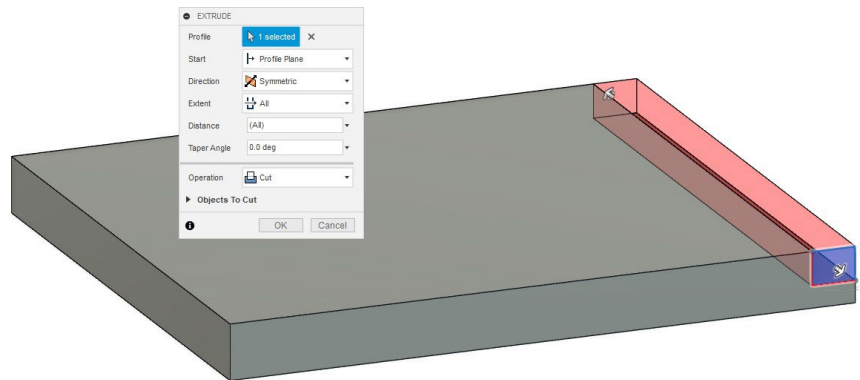 EXTRUDE
Profile 1 selected
Start Profile Plane
Direction Symmetric
Extent All
Distance (All)
Taper Angle 0.0 deg
Operation Cut
Objects To Cut
OK Cancel